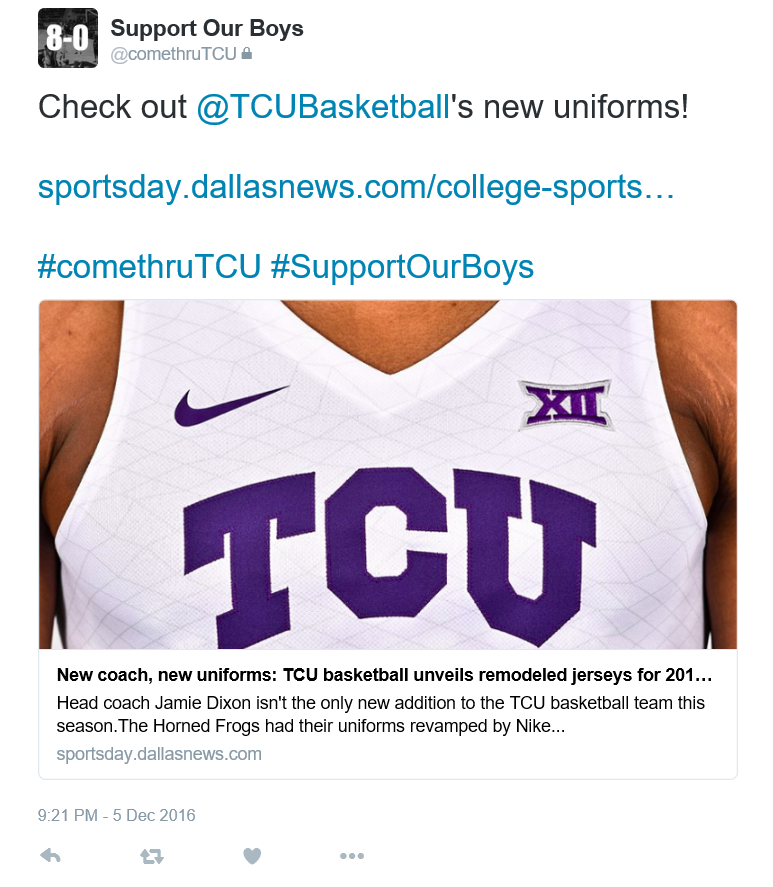 8-0
Support Our Boys
@comethruTCU
Check out @TCUBasketball's new uniforms!
sportsday.dallasnews.com/college-sports…
#comethruTCU #SupportOurBoys
XII
TCU
New coach, new uniforms: TCU basketball unveils remodeled jerseys for 201…
Head coach Jamie Dixon isn't the only new addition to the TCU basketball team this
season.The Horned Frogs had their uniforms revamped by Nike...
sportsday.dallasnews.com
9:21 PM - 5 Dec 2016